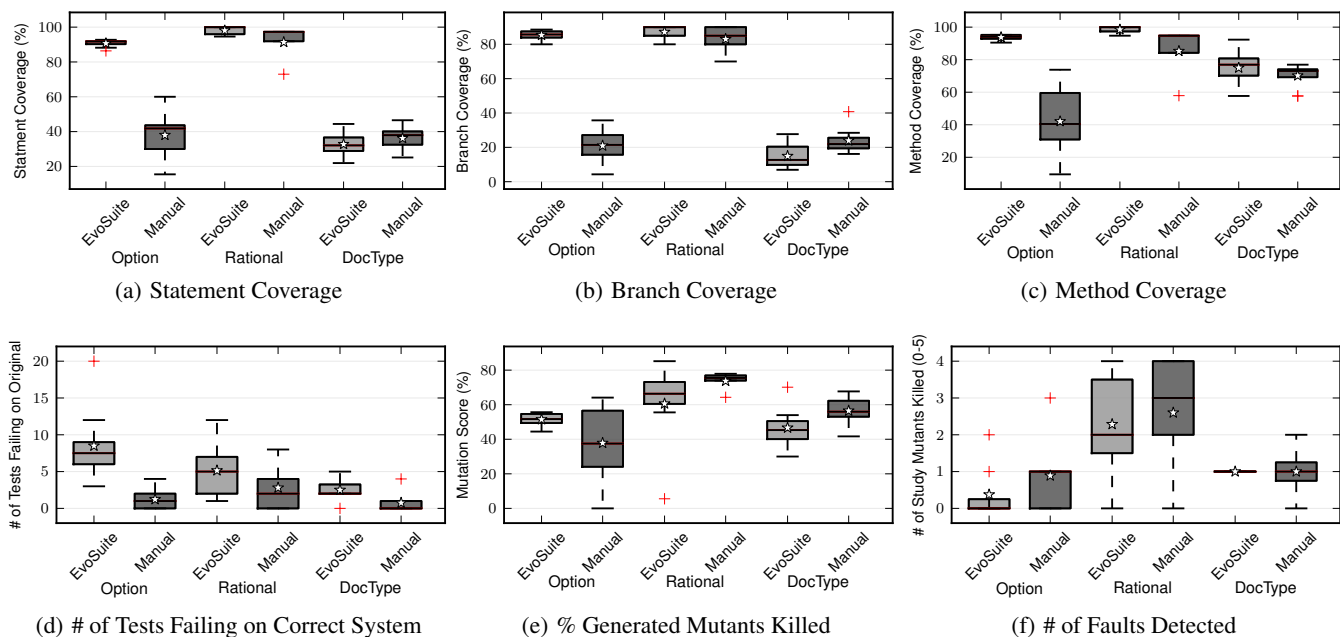 Statment Coverage (%)
100
80
60
40
20
EvoSuite
Manual
EvoSuite
Manual
EvoSuite
Manual
Option
Rational
DocType
(a) Statement Coverage
Branch Coverage (%)
80
60
40
20
0
EvoSuite
Manual
EvoSuite
Manual
EvoSuite
Manual
Option
Rational
DocType
(b) Branch Coverage
Method Coverage (%)
100
80
60
40
20
EvoSuite
Manual
EvoSuite
Manual
EvoSuite
Manual
Option
Rational
DocType
(c) Method Coverage
# of Tests Failing on Original
20
15
10
5
0
EvoSuite
Manual
EvoSuite
Manual
EvoSuite
Manual
Option
Rational
DocType
(d) # of Tests Failing on Correct System
Mutation Score (%)
80
60
40
20
0
EvoSuite
Manual
EvoSuite
Manual
EvoSuite
Manual
Option
Rational
DocType
(e) % Generated Mutants Killed
# of Study Mutants Killed (0-5)
4
3
2
1
0
EvoSuite
Manual
EvoSuite
Manual
EvoSuite
Manual
Option
Rational
DocType
(f) # of Faults Detected